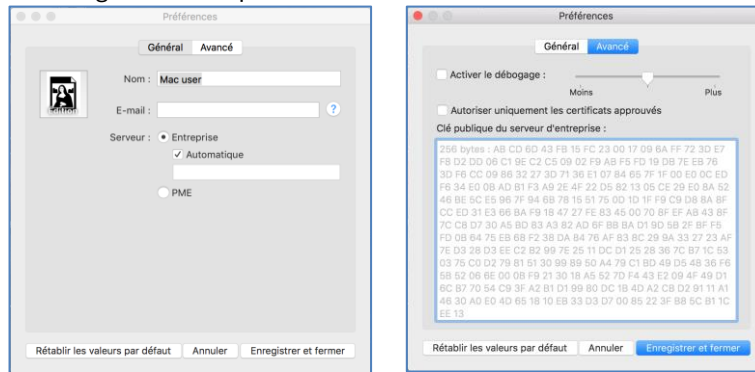 Préférences
Général Avancé
Nom : Mac user
E-mail : ?
Serveur : Entreprise
Automatique
PME
Rétablir les valeurs par défaut Annuler Enregistrer et fermer
Préférences
Général Avancé
Activer le débogage :
Moins Plus
Autoriser uniquement les certificats approuvés
Clé publique du serveur d'entreprise :
256 bytes : AB CD 6D 43 FB 15 FC 23 00 17 09 6A FF 72 3D E7
F8 D2 DD 06 C1 9E C2 C5 09 02 F9 AB F5 FD 19 DB 7E EB 76
3D F6 CC 09 86 32 27 3D 71 36 E1 07 84 65 7F 1F 00 E0 0C ED
F6 34 E0 0B AD B1 F3 A9 2E 4F 22 D5 82 13 05 CE 29 E0 8A 52
46 BE 5C E5 96 7F 94 6B 78 15 51 75 0D 1D 1F F9 C9 D8 8A 8F
CC ED 31 E3 66 BA F9 18 47 27 FE 83 45 00 70 8F EF AB 43 8F
7C C8 D7 30 A5 BD 83 A3 82 AD 6F BB BA D1 9D 5B 2F BF F5
FD 0B 64 75 EB 68 F2 38 DA B4 76 AF 83 8C 29 9A 33 27 23 AF
7E D3 28 D3 EE C2 B2 99 7E 25 11 DC D1 25 28 36 7C B7 1C 53
03 75 C0 D2 79 81 51 30 99 89 50 A4 79 C1 BD 49 D5 48 36 F6
5B 52 06 6E 00 0B F9 21 30 18 A5 52 7D F4 43 E2 09 4F 49 D1
6C B7 70 54 C9 3F A2 B1 D1 99 80 DC 1B 4D A2 CB D2 91 11 A1
46 30 A0 E0 4D 65 18 10 EB 33 D3 D7 00 85 22 3F B8 5C B1 1C
EE 13
Rétablir les valeurs par défaut Annuler Enregistrer et fermer